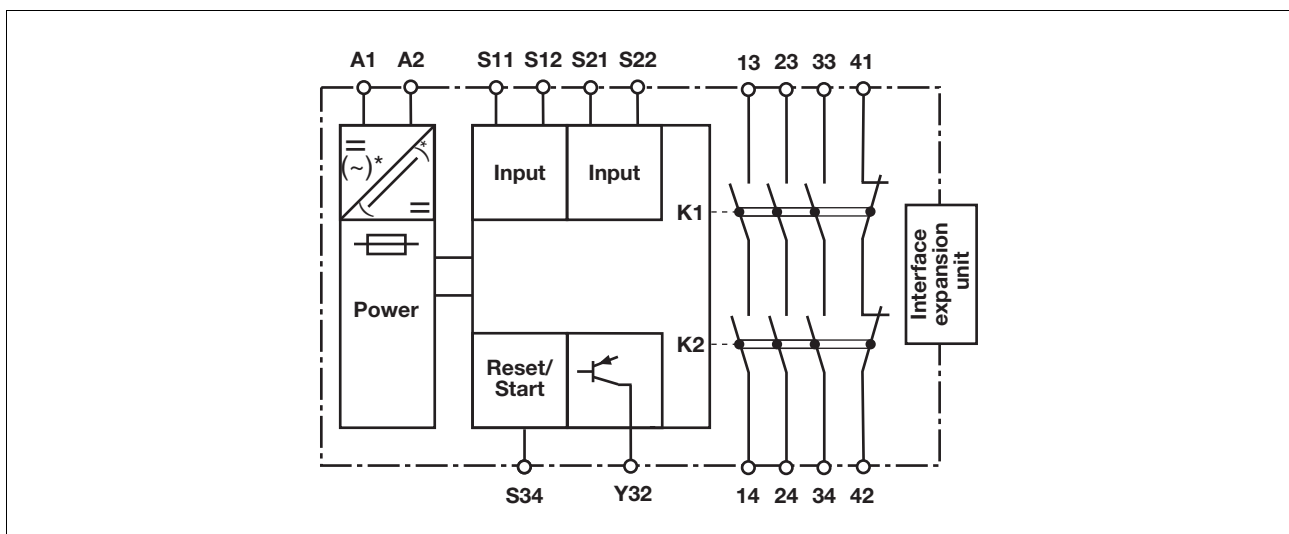 A1 A2 S11 S12 S21 S22 13 23 33 41
=
(~)*
( )*
=
Input Input
K1
Interface
expansion
unit
Power
K2
Reset/
Start
S34 Y32 14 24 34 42